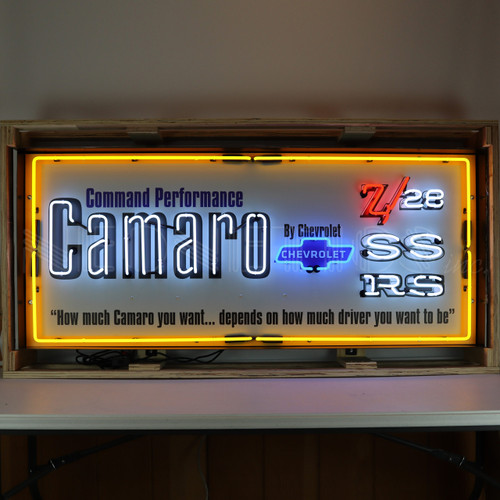 Command Performance
Camaro
By Chevrolet
CHEVROLET
Z/28
SS
RS
"How much Camaro you want... depends on how much driver you want to be"